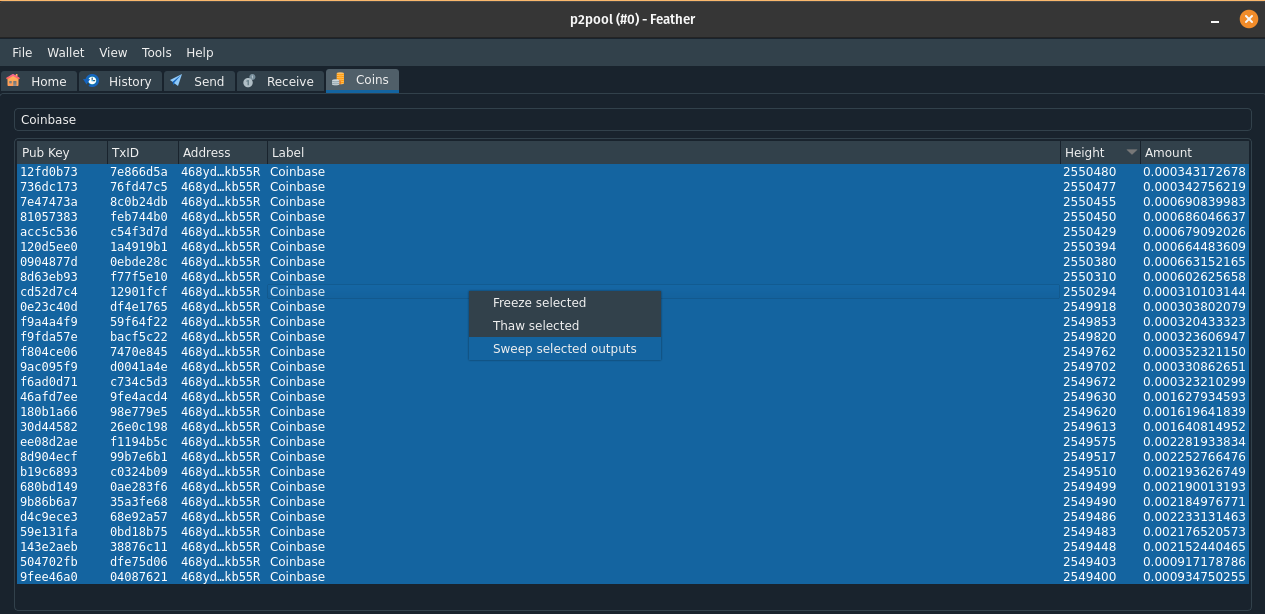 p2pool (#0) - Feather
File Wallet View Tools Help
Home History Send Receive Coins
Coinbase
Pub Key TxID Address Label Height Amount
12fd0b73 7e866d5a 468yd…kb55R Coinbase 2550480 0.000343172678
736dc173 76fd47c5 468yd…kb55R Coinbase 2550477 0.000342756219
7e47473a 8c0b24db 468yd…kb55R Coinbase 2550455 0.000690839983
81057383 feb744b0 468yd…kb55R Coinbase 2550450 0.000686046637
acc5c536 c54f3d7d 468yd…kb55R Coinbase 2550429 0.000679092026
120d5ee0 1a4919b1 468yd…kb55R Coinbase 2550394 0.000664483609
0904877d 0ebde28c 468yd…kb55R Coinbase 2550380 0.000663152165
8d63eb93 f77f5e10 468yd…kb55R Coinbase 2550310 0.000602625658
cd52d7c4 12901fcf 468yd…kb55R Coinbase 2550294 0.000310103144
Freeze selected
0e23c40d df4e1765 468yd…kb55R Coinbase 2549918 0.000303802079
f9a4a4f9 59f64f22 468yd…kb55R Coinbase 2549853 0.000320433323
Thaw selected
f9fda57e bacf5c22 468yd…kb55R Coinbase 2549820 0.000323606947
Sweep selected outputs
f804ce06 7470e845 468yd…kb55R Coinbase 2549762 0.000352321150
9ac095f9 d0041a4e 468yd…kb55R Coinbase 2549702 0.000330862651
f6ad0d71 c734c5d3 468yd…kb55R Coinbase 2549672 0.000323210299
46afd7ee 9fe4acd4 468yd…kb55R Coinbase 2549630 0.001627934593
180b1a66 98e779e5 468yd…kb55R Coinbase 2549620 0.001619641839
30d44582 26e0c198 468yd…kb55R Coinbase 2549613 0.001640814952
ee08d2ae f1194b5c 468yd…kb55R Coinbase 2549575 0.002281933834
8d904ecf 99b7e6b1 468yd…kb55R Coinbase 2549517 0.002252766476
b19c6893 c0324b09 468yd…kb55R Coinbase 2549510 0.002193626749
680bd149 0ae283f6 468yd…kb55R Coinbase 2549499 0.002190013193
9b86b6a7 35a3fe68 468yd…kb55R Coinbase 2549490 0.002184976771
d4c9ece3 68e92a57 468yd…kb55R Coinbase 2549486 0.002233131463
59e131fa 0bd18b75 468yd…kb55R Coinbase 2549483 0.002176520573
143e2aeb 38876c11 468yd…kb55R Coinbase 2549448 0.002152440465
504702fb dfe75d06 468yd…kb55R Coinbase 2549403 0.000917178786
9fee46a0 04087621 468yd…kb55R Coinbase 2549400 0.000934750255